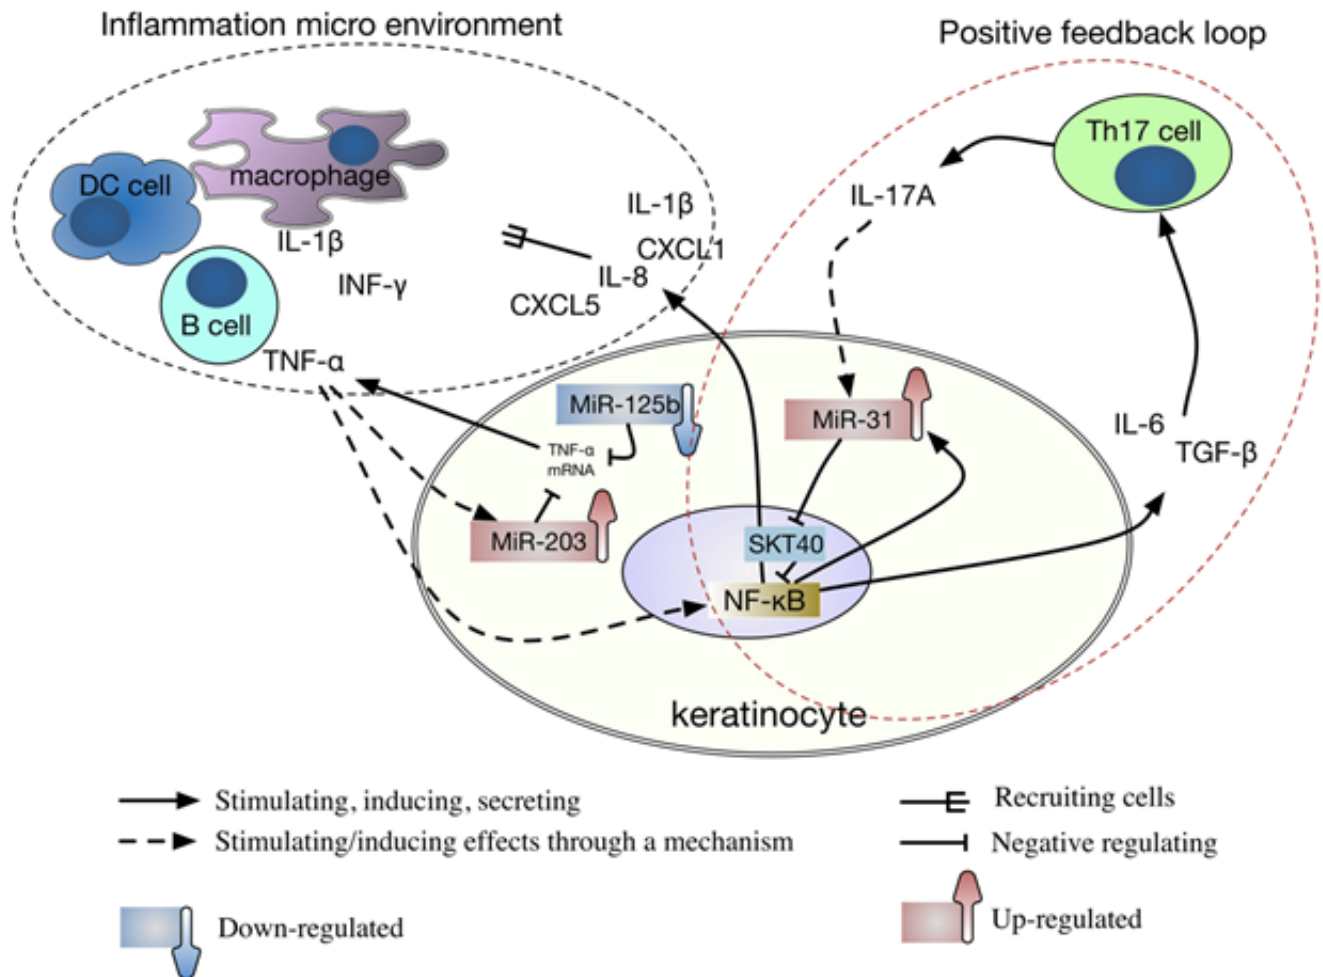 Inflammation micro environment
Positive feedback loop
Th17 cell
DC cell
macrophage
IL-17A
IL-1β
CXCL1
IL-1β
IL-8
INF-γ
CXCL5
B cell
TNF-α
MiR-125b
MiR-31
TNF-α
mRNA
IL-6
TGF-β
MiR-203
SKT40
NF-κB
keratinocyte
Stimulating, inducing, secreting
Recruiting cells
Stimulating/inducing effects through a mechanism
Negative regulating
Down-regulated
Up-regulated